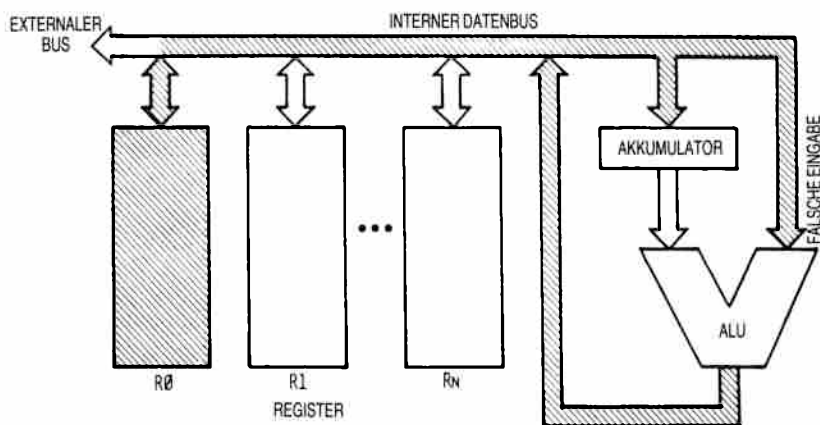 EXTERNALER
BUS
INTERNER DATENBUS
AKKUMULATOR
FALSCHE EINGABE
ALU
RØ
R1
RN
REGISTER